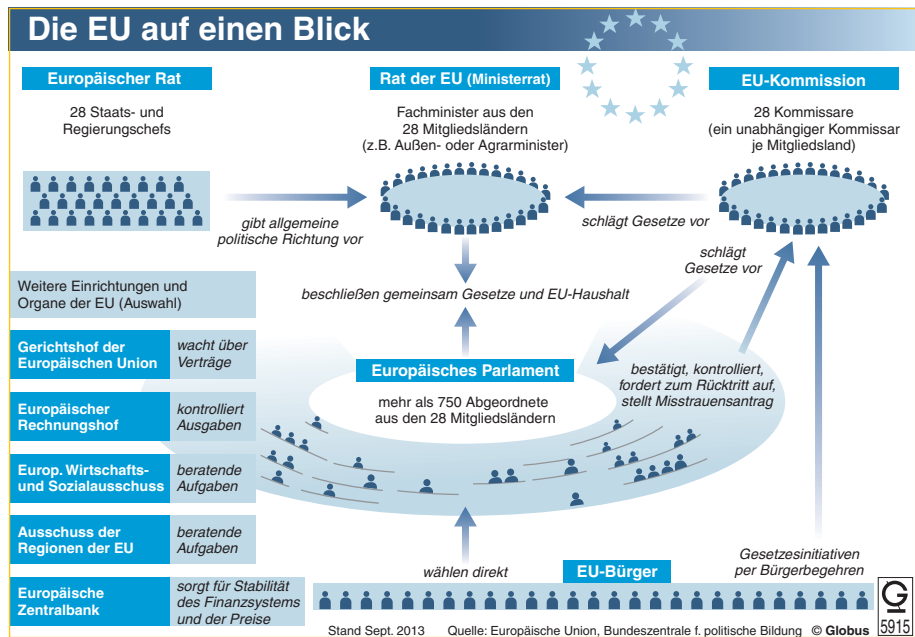 Die EU auf einen Blick
Europäischer Rat
28 Staats- und
Regierungschefs
gibt allgemeine
politische Richtung vor
Rat der EU (Ministerrat)
Fachminister aus den
28 Mitgliedsländern
(z.B. Außen- oder Agrarminister)
EU-Kommission
28 Kommissare
(ein unabhängiger Kommissar
je Mitgliedsland)
schlägt Gesetze vor
schlägt
Gesetze vor
beschließen gemeinsam Gesetze und EU-Haushalt
Europäisches Parlament
mehr als 750 Abgeordnete
aus den 28 Mitgliedsländern
bestätigt, kontrolliert,
fordert zum Rücktritt auf,
stellt Misstrauensantrag
Weitere Einrichtungen und
Organe der EU (Auswahl)
Gerichtshof der
Europäischen Union
wacht über
Verträge
Europäischer
Rechnungshof
kontrolliert
Ausgaben
Europ. Wirtschafts-
und Sozialausschuss
beratende
Aufgaben
Ausschuss der
Regionen der EU
beratende
Aufgaben
Europäische
Zentralbank
sorgt für Stabilität
des Finanzsystems
und der Preise
wählen direkt
EU-Bürger
Gesetzesinitiativen
per Bürgerbegehren
Stand Sept. 2013 Quelle: Europäische Union, Bundeszentrale f. politische Bildung © Globus
G
5915